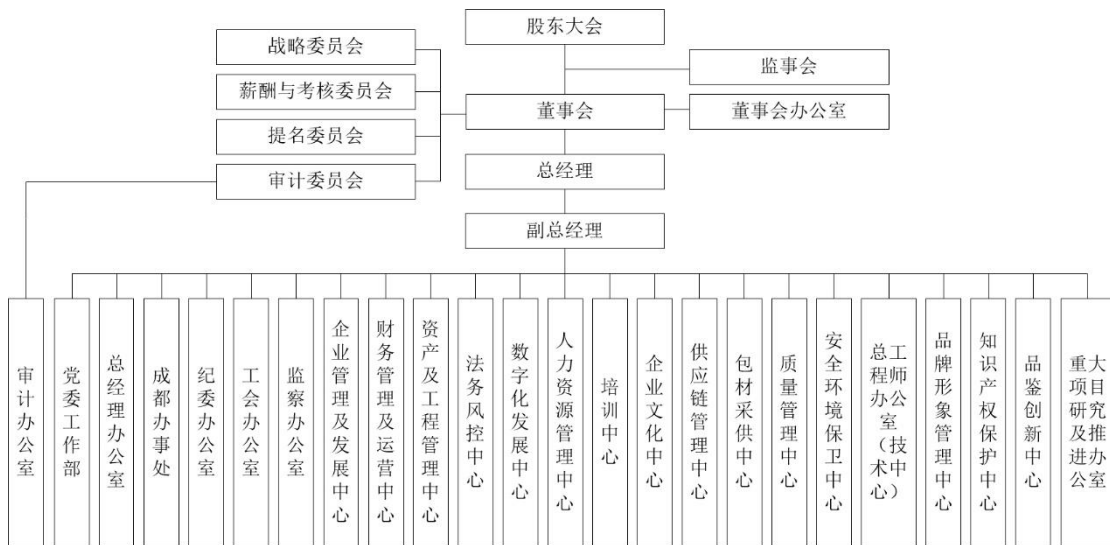 股东大会
战略委员会
监事会
薪酬与考核委员会
董事会
董事会办公室
提名委员会
总经理
审计委员会
副总经理
审计办公室
党委工作部
总经理办公室
成都办事处
纪委办公室
工会办公室
监察办公室
企业管理及发展中心
财务管理及运营中心
资产及工程管理中心
法务风控中心
数字化发展中心
人力资源管理中心
培训中心
企业文化中心
供应链管理中心
包材采供中心
质量管理中心
安全环境保卫中心
总工程师办公室（技术中心）
品牌形象管理中心
知识产权保护中心
品鉴创新中心
重大项目研究及推进办公室